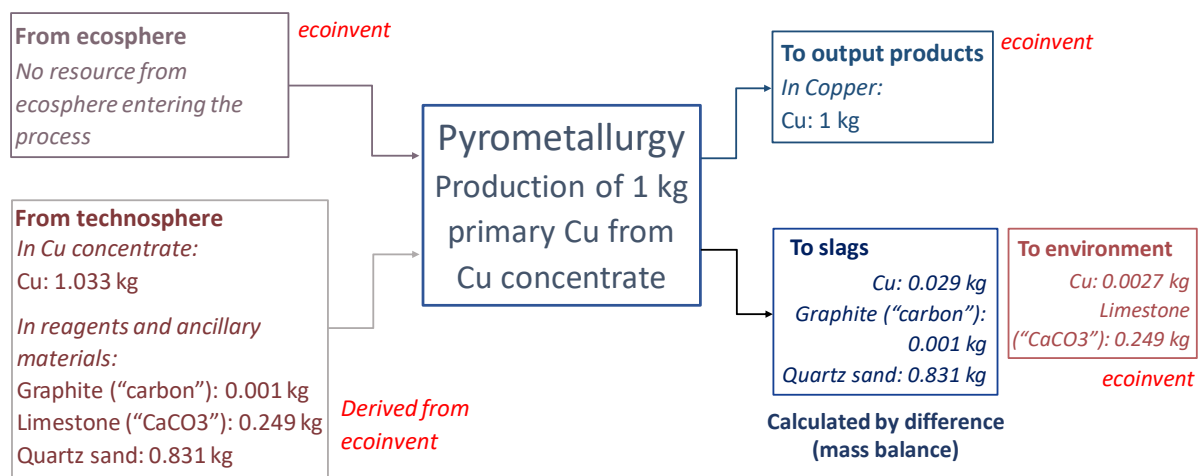 From ecosphere
No resource from
ecosphere entering the
process
ecoinvent
From technosphere
In Cu concentrate:
Cu: 1.033 kg
In reagents and ancillary
materials:
Graphite (“carbon”): 0.001 kg
Limestone (“CaCO3”): 0.249 kg
Quartz sand: 0.831 kg
Derived from
ecoinvent
Pyrometallurgy
Production of 1 kg
primary Cu from
Cu concentrate
To output products
In Copper:
Cu: 1 kg
ecoinvent
To slags
Cu: 0.029 kg
Graphite (“carbon”):
0.001 kg
Quartz sand: 0.831 kg
Calculated by difference
(mass balance)
To environment
Cu: 0.0027 kg
Limestone
(“CaCO3”): 0.249 kg
ecoinvent